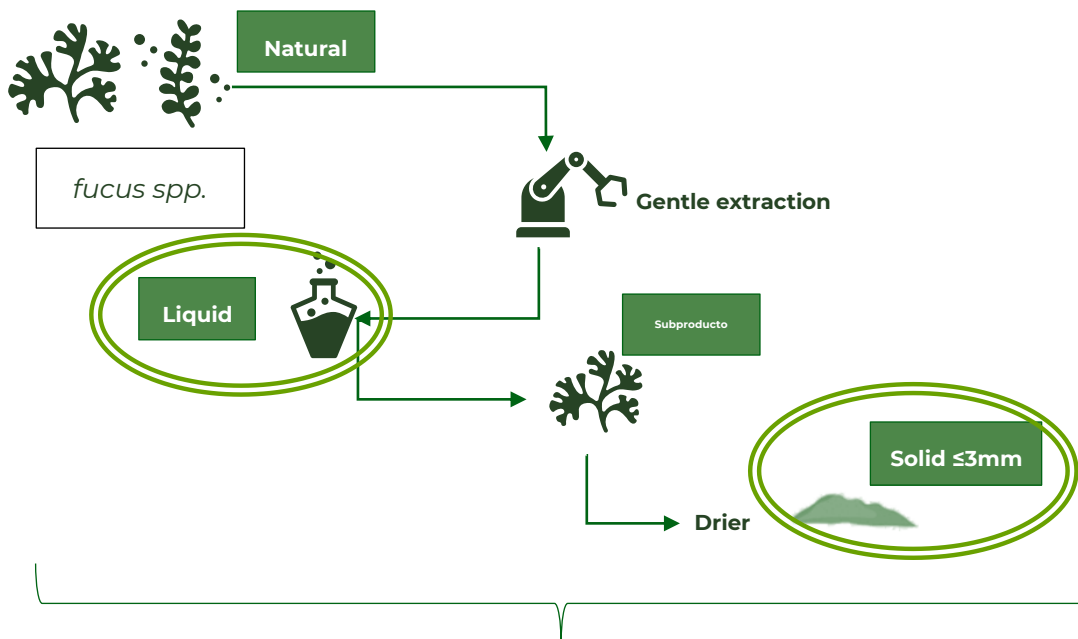 Natural
fucus spp.
Gentle extraction
Liquid
Subproducto
Solid ≤3mm
Drier